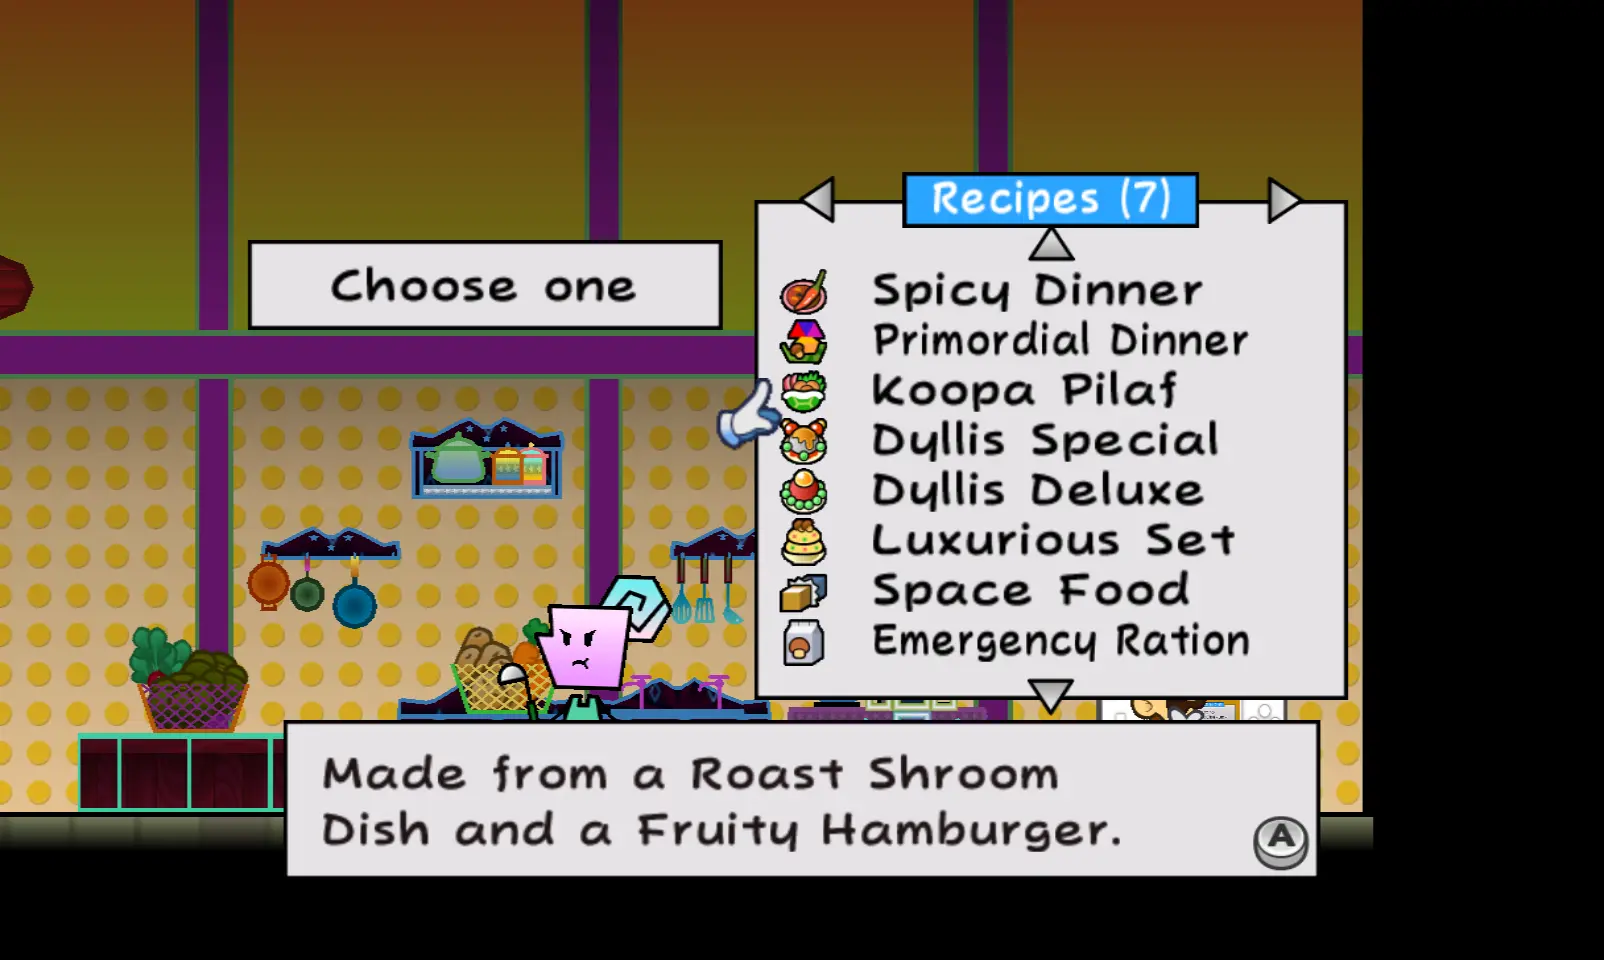 Recipes (7)
Choose one
Spicy Dinner
Primordial Dinner
Koopa Pilaf
Dyllis Special
Dyllis Deluxe
Luxurious Set
Space Food
Emergency Ration
Made from a Roast Shroom
Dish and a Fruity Hamburger.
A